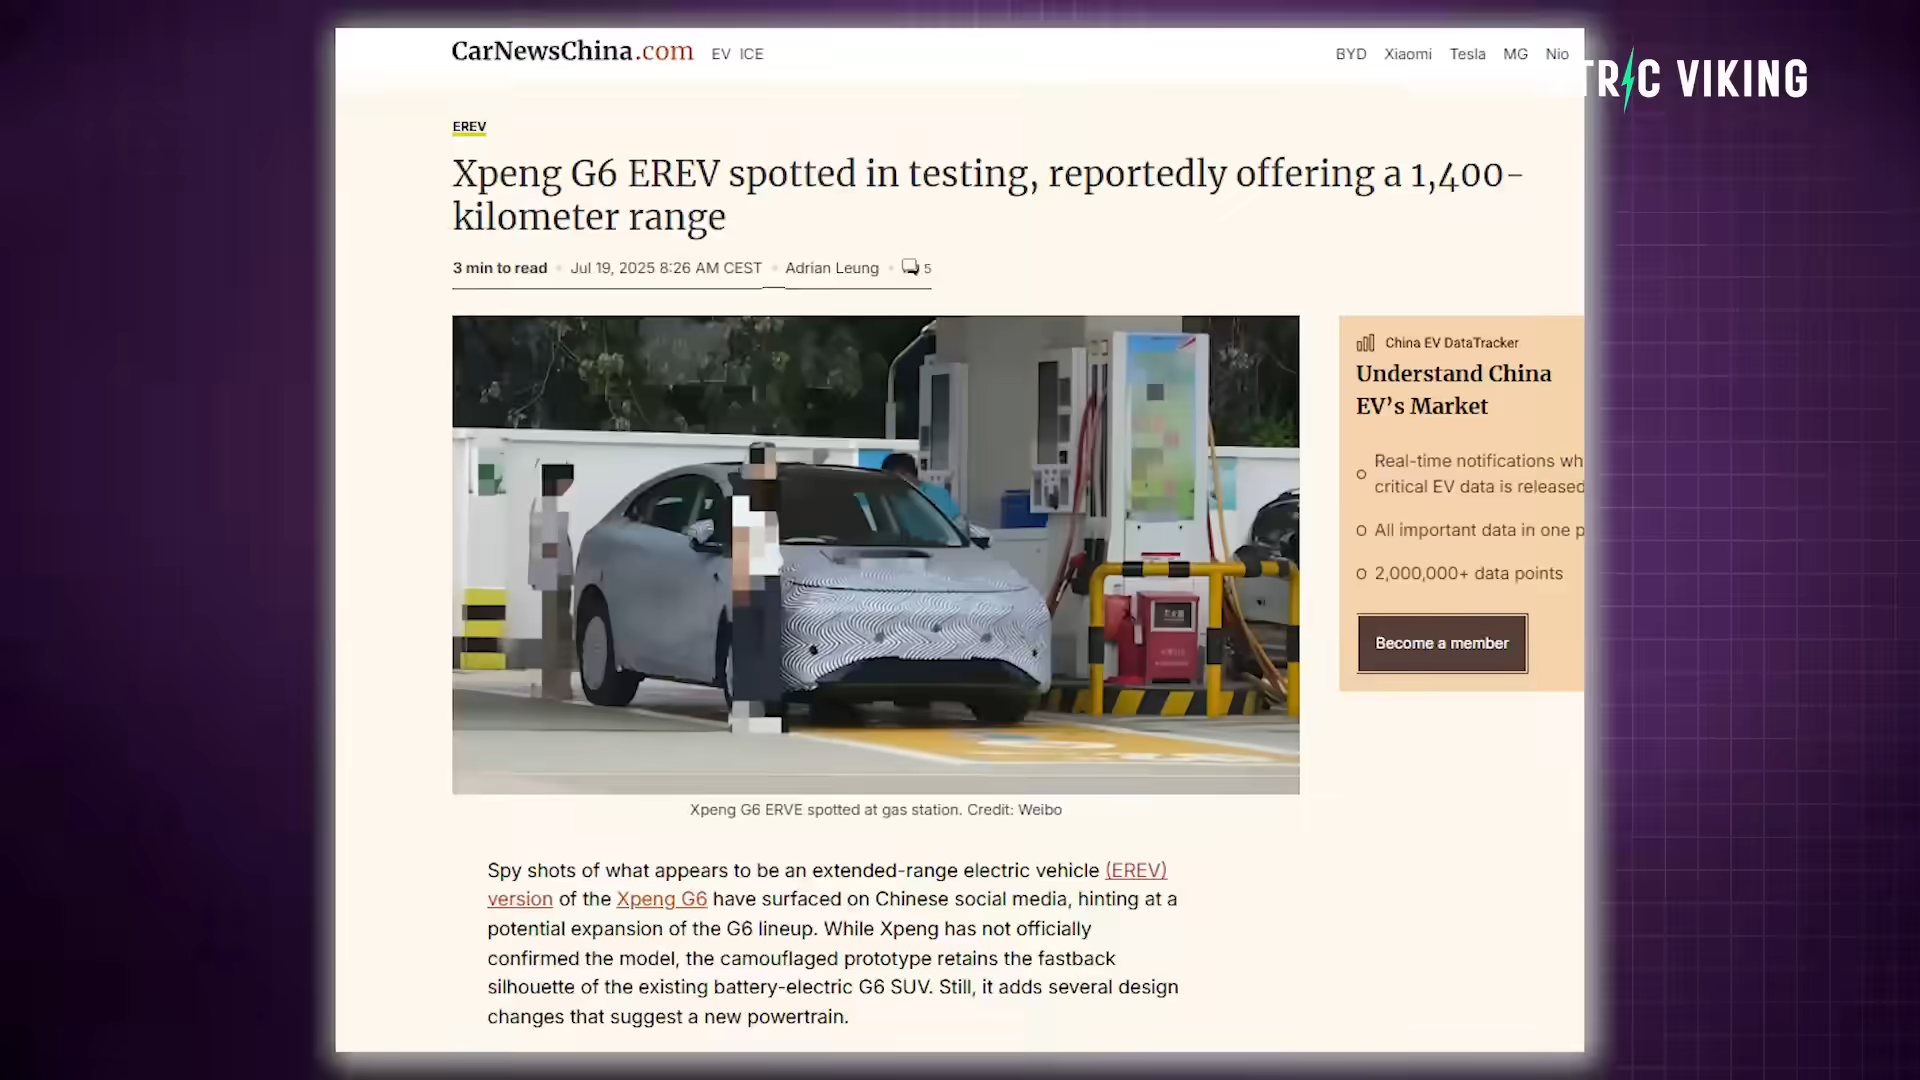 CarNewsChina.com EV ICE BYD Xiaomi Tesla MG Nio
TRIC VIKING
EREV
Xpeng G6 EREV spotted in testing, reportedly offering a 1,400-
kilometer range
3 min to read • Jul 19, 2025 8:26 AM CEST • Adrian Leung • 5
China EV DataTracker
Understand China
EV’s Market
Real-time notifications wh
critical EV data is released
All important data in one p
2,000,000+ data points
Become a member
Xpeng G6 ERVE spotted at gas station. Credit: Weibo
Spy shots of what appears to be an extended-range electric vehicle (EREV)
version of the Xpeng G6 have surfaced on Chinese social media, hinting at a
potential expansion of the G6 lineup. While Xpeng has not officially
confirmed the model, the camouflaged prototype retains the fastback
silhouette of the existing battery-electric G6 SUV. Still, it adds several design
changes that suggest a new powertrain.